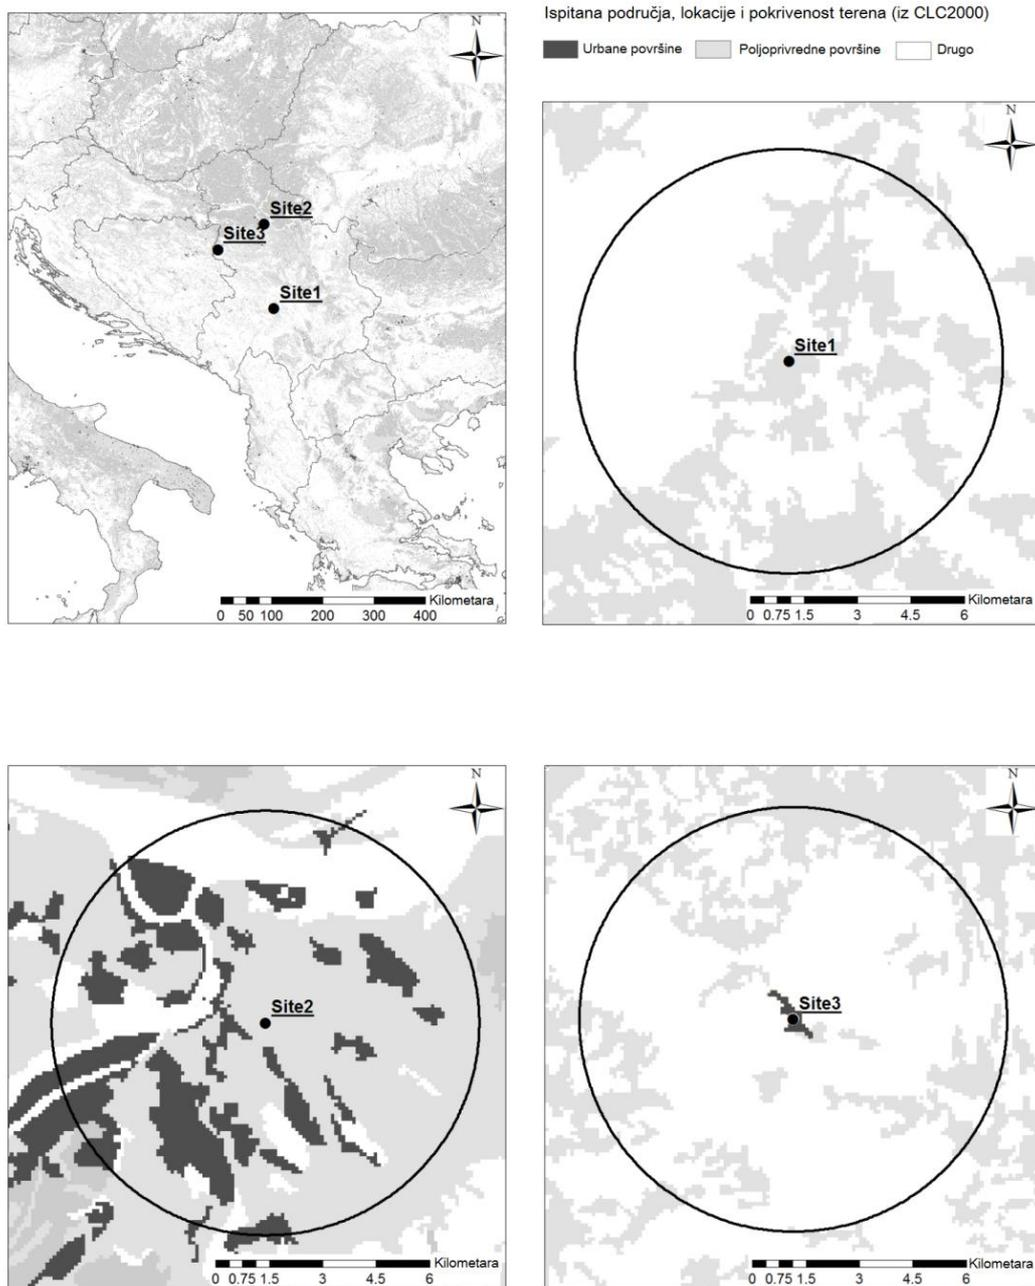 Ispitana područja, lokacije i pokrivenost terena (iz CLC2000)
Urbane površine Poljoprivredne površine Drugo
N
Site2
Site3
Site1
Kilometara
0 50 100 200 300 400
N
Site1
Kilometara
0 0.75 1.5 3 4.5 6
N
Site2
Kilometara
0 0.75 1.5 3 4.5 6
N
Site3
Kilometara
0 0.75 1.5 3 4.5 6